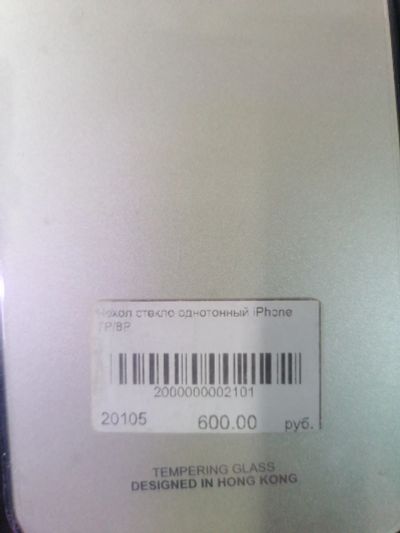 Чехол стекло однотонный iPhone
7P/8P
2000000002101
20105 600.00 руб.
TEMPERING GLASS
DESIGNED IN HONG KONG